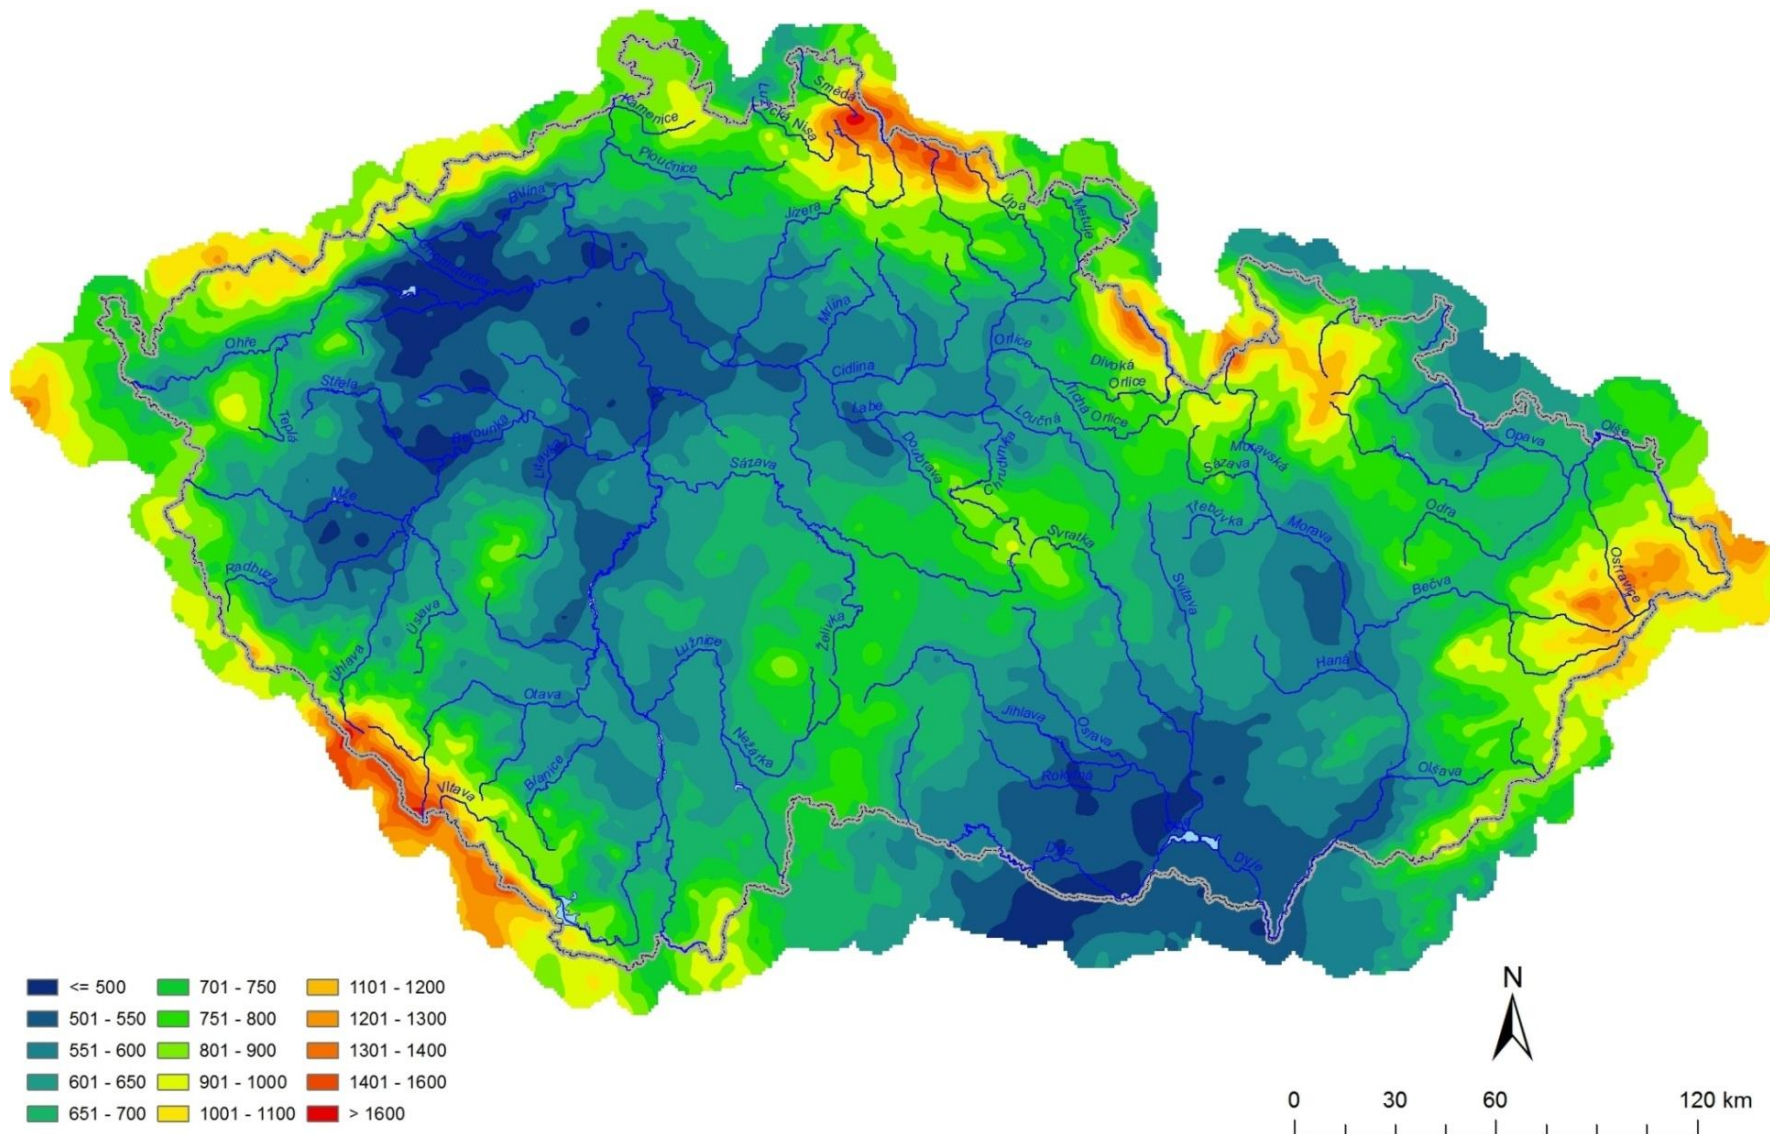 Smědá
Lužická Nisa
Kamenice
Ploučnice
Bílina
Jizera
Úpa
Metuje
Chomutovka
Mrlina
Ohře
Orlice
Divoká
Orlice
Cidlina
Střela
Tichá Orlice
Labe
Loučná
Teplá
Berounka
Litavka
Doubrava
Chrudimka
Olše
Opava
Moravská
Sázava
Sázava
Mže
Třebůvka
Morava
Odra
Svratka
Radbuza
Svitava
Bečva
Ostravice
Úslava
Želivka
Lužnice
Úhlava
Haná
Otava
Jihlava
Oslava
Nežárka
Blanice
Rokytná
Olšava
Vltava
Dyje
Dyje
<= 500
501 - 550
551 - 600
601 - 650
651 - 700
701 - 750
751 - 800
801 - 900
901 - 1000
1001 - 1100
1101 - 1200
1201 - 1300
1301 - 1400
1401 - 1600
> 1600
N
0 30 60 120 km